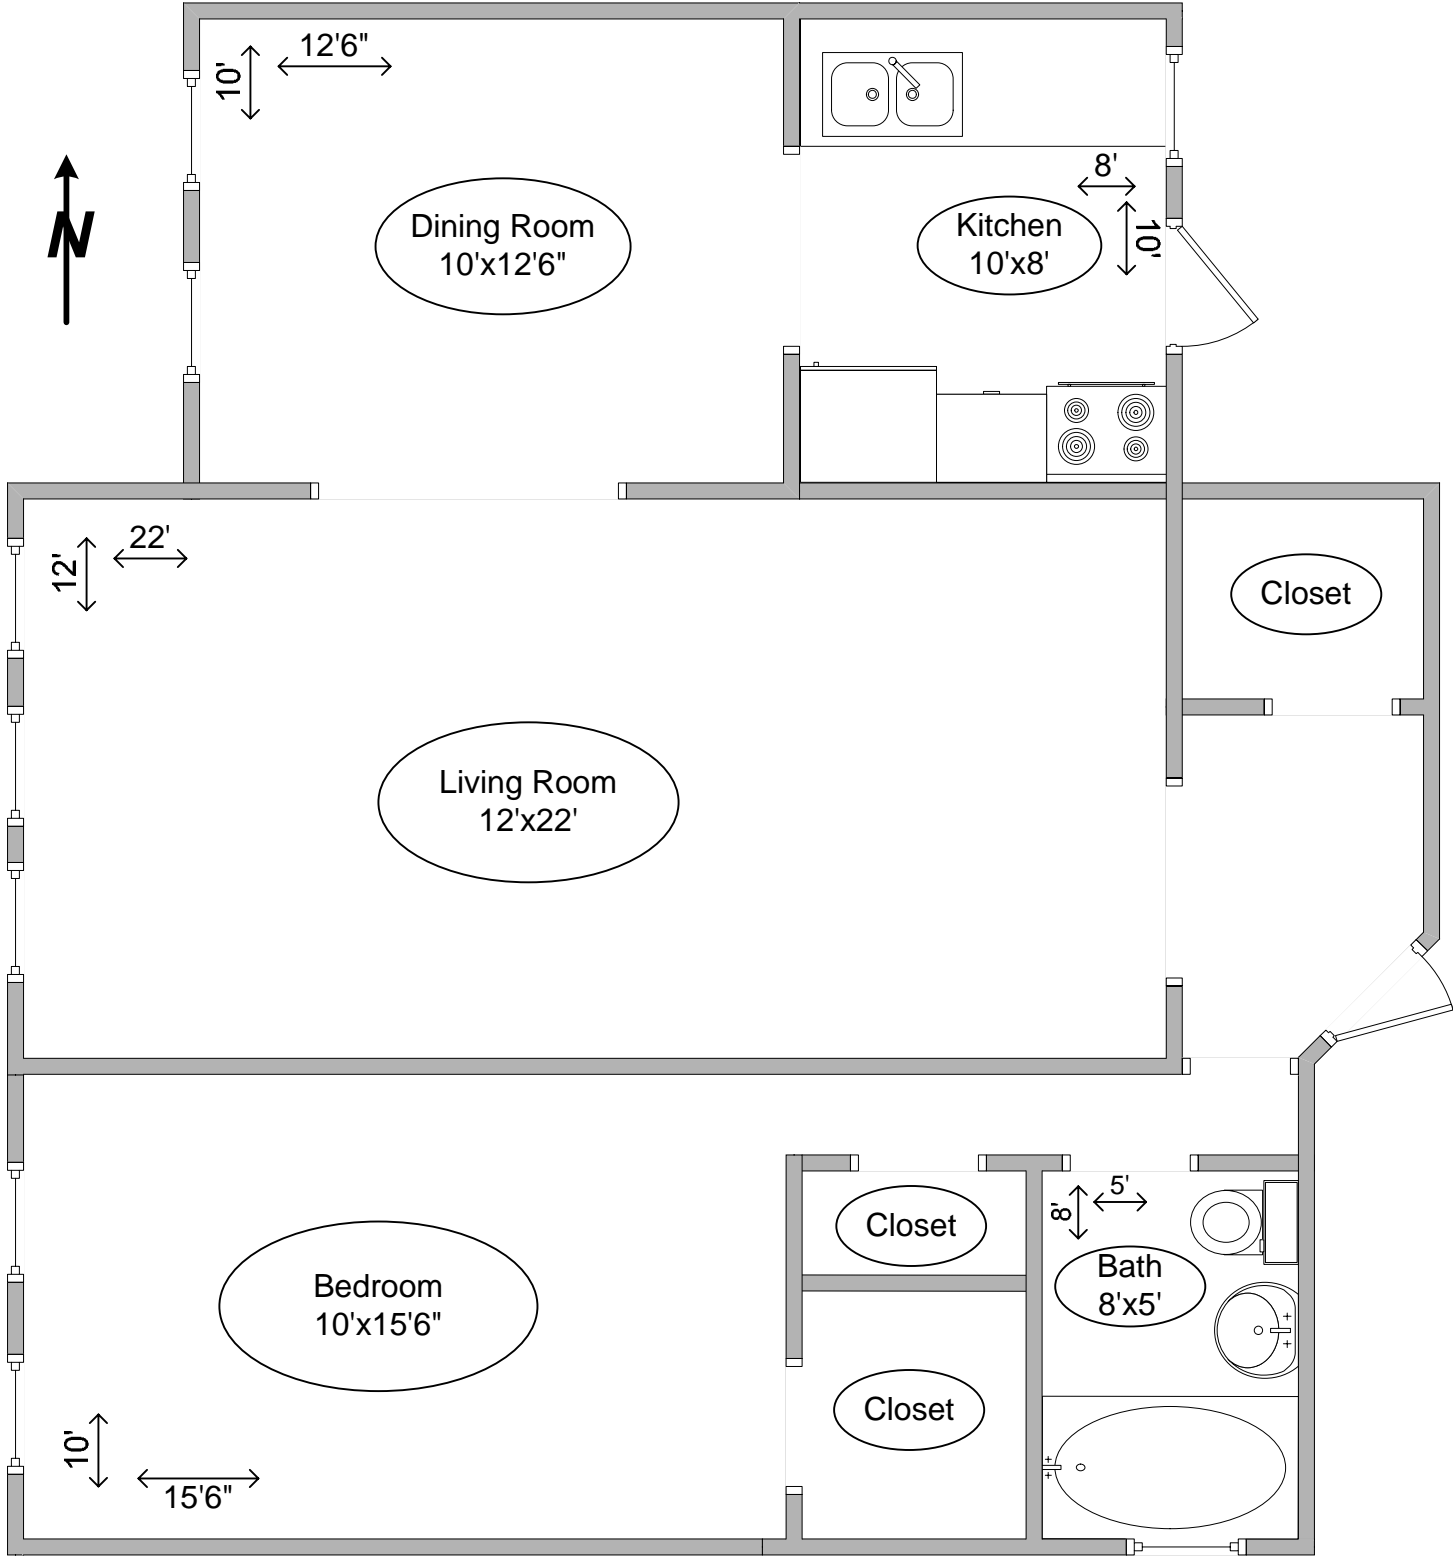 12'6"
10'
N
Dining Room
10'x12'6"
8'
Kitchen
10'x8'
10'
22'
12'
Closet
Living Room
12'x22'
5'
8'
Closet
Bath
8'x5'
Bedroom
10'x15'6"
Closet
10'
15'6"